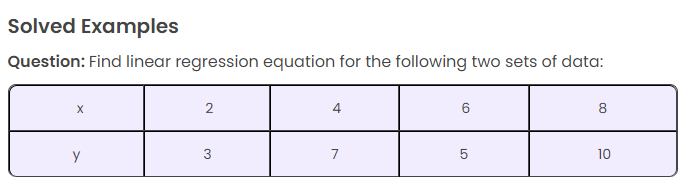 Solved Examples
Question: Find linear regression equation for the following two sets of data:
x 2 4 6 8
y 3 7 5 10